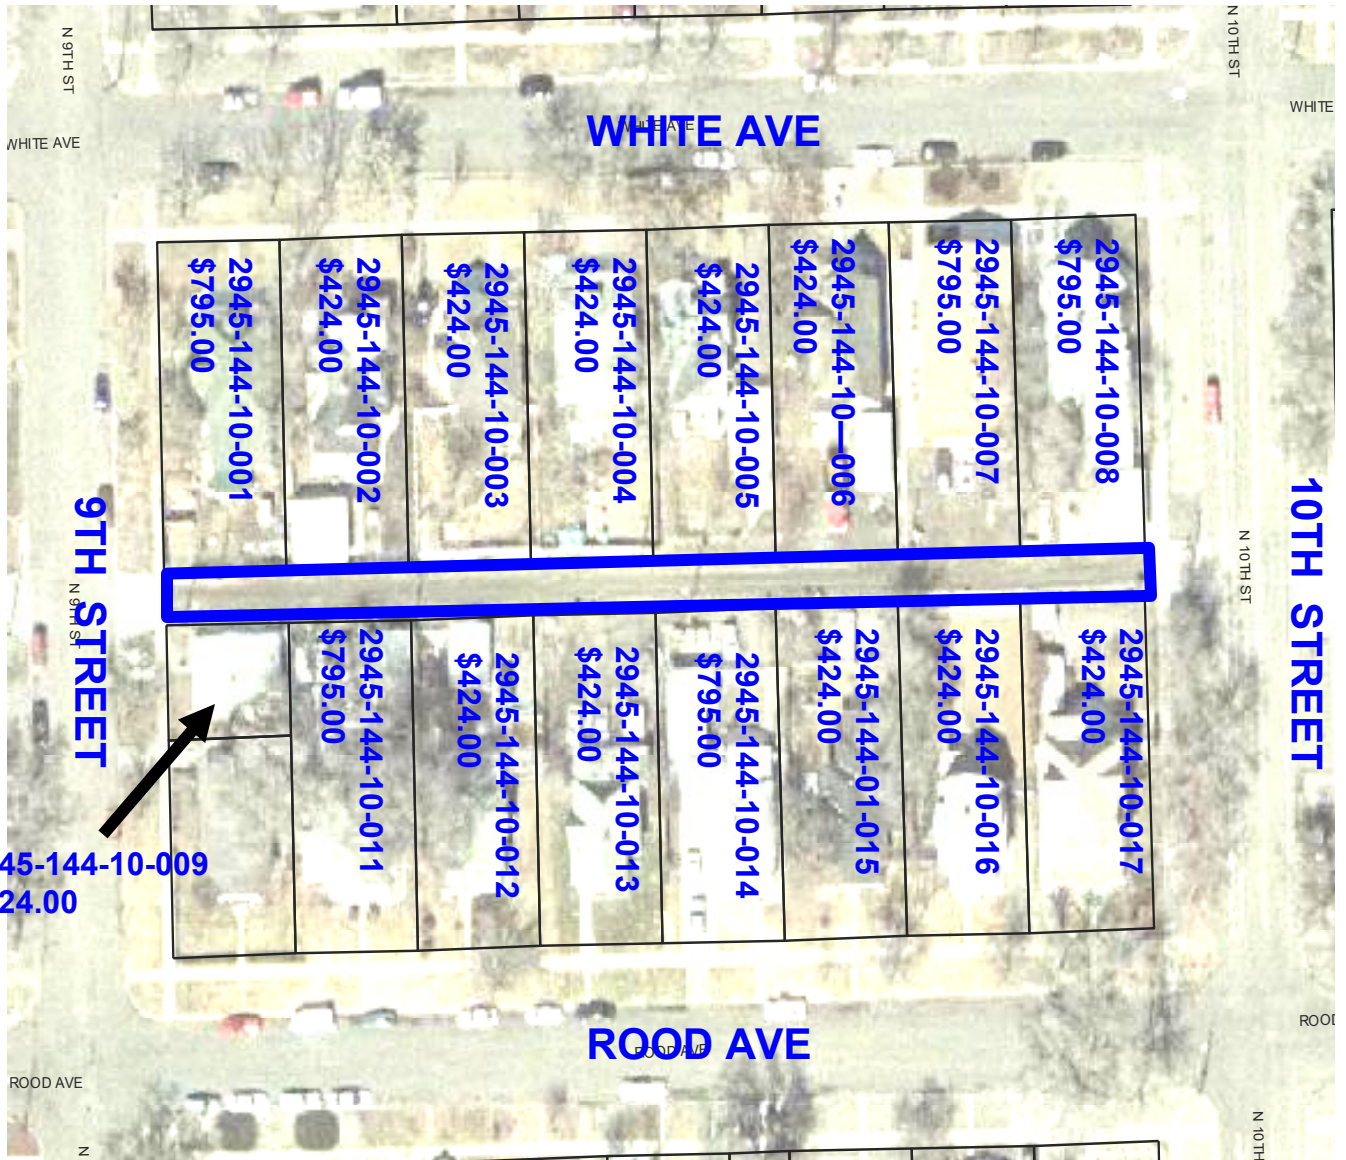 N 9TH ST
N 10TH ST
WHITE
WHITE AVE
WHITE AVE
WHITE AVE
2945-144-10-001
$795.00
2945-144-10-002
$424.00
2945-144-10-003
$424.00
2945-144-10-004
$424.00
2945-144-10-005
$424.00
2945-144-10—006
$424.00
2945-144-10-007
$795.00
2945-144-10-008
$795.00
9TH STREET
N 9TH ST
10TH STREET
N 10TH ST
2945-144-10-011
$795.00
2945-144-10-012
$424.00
2945-144-10-013
$424.00
2945-144-10-014
$795.00
2945-144-01-015
$424.00
2945-144-10-016
$424.00
2945-144-10-017
$424.00
45-144-10-009
24.00
ROOD AVE
ROOD AVE
ROOD
ROOD AVE
N
N 10TH